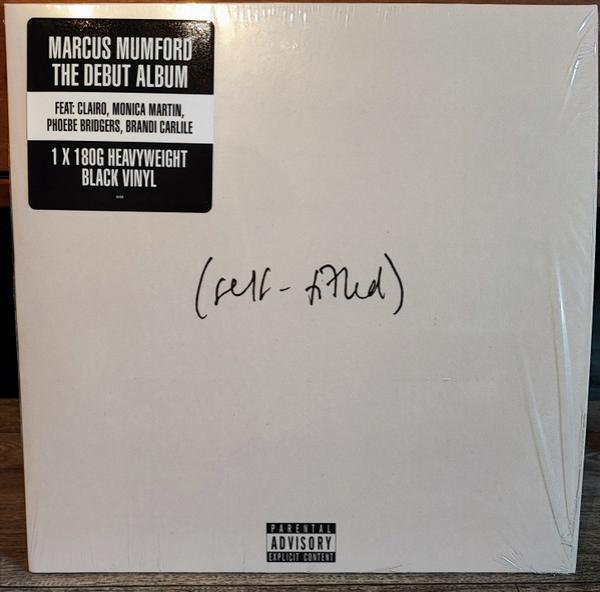 MARCUS MUMFORD
THE DEBUT ALBUM
FEAT: CLAIRO, MONICA MARTIN,
PHOEBE BRIDGERS, BRANDI CARLILE
1 X 180G HEAVYWEIGHT
BLACK VINYL
(self-titled)
PARENTAL
ADVISORY
EXPLICIT CONTENT